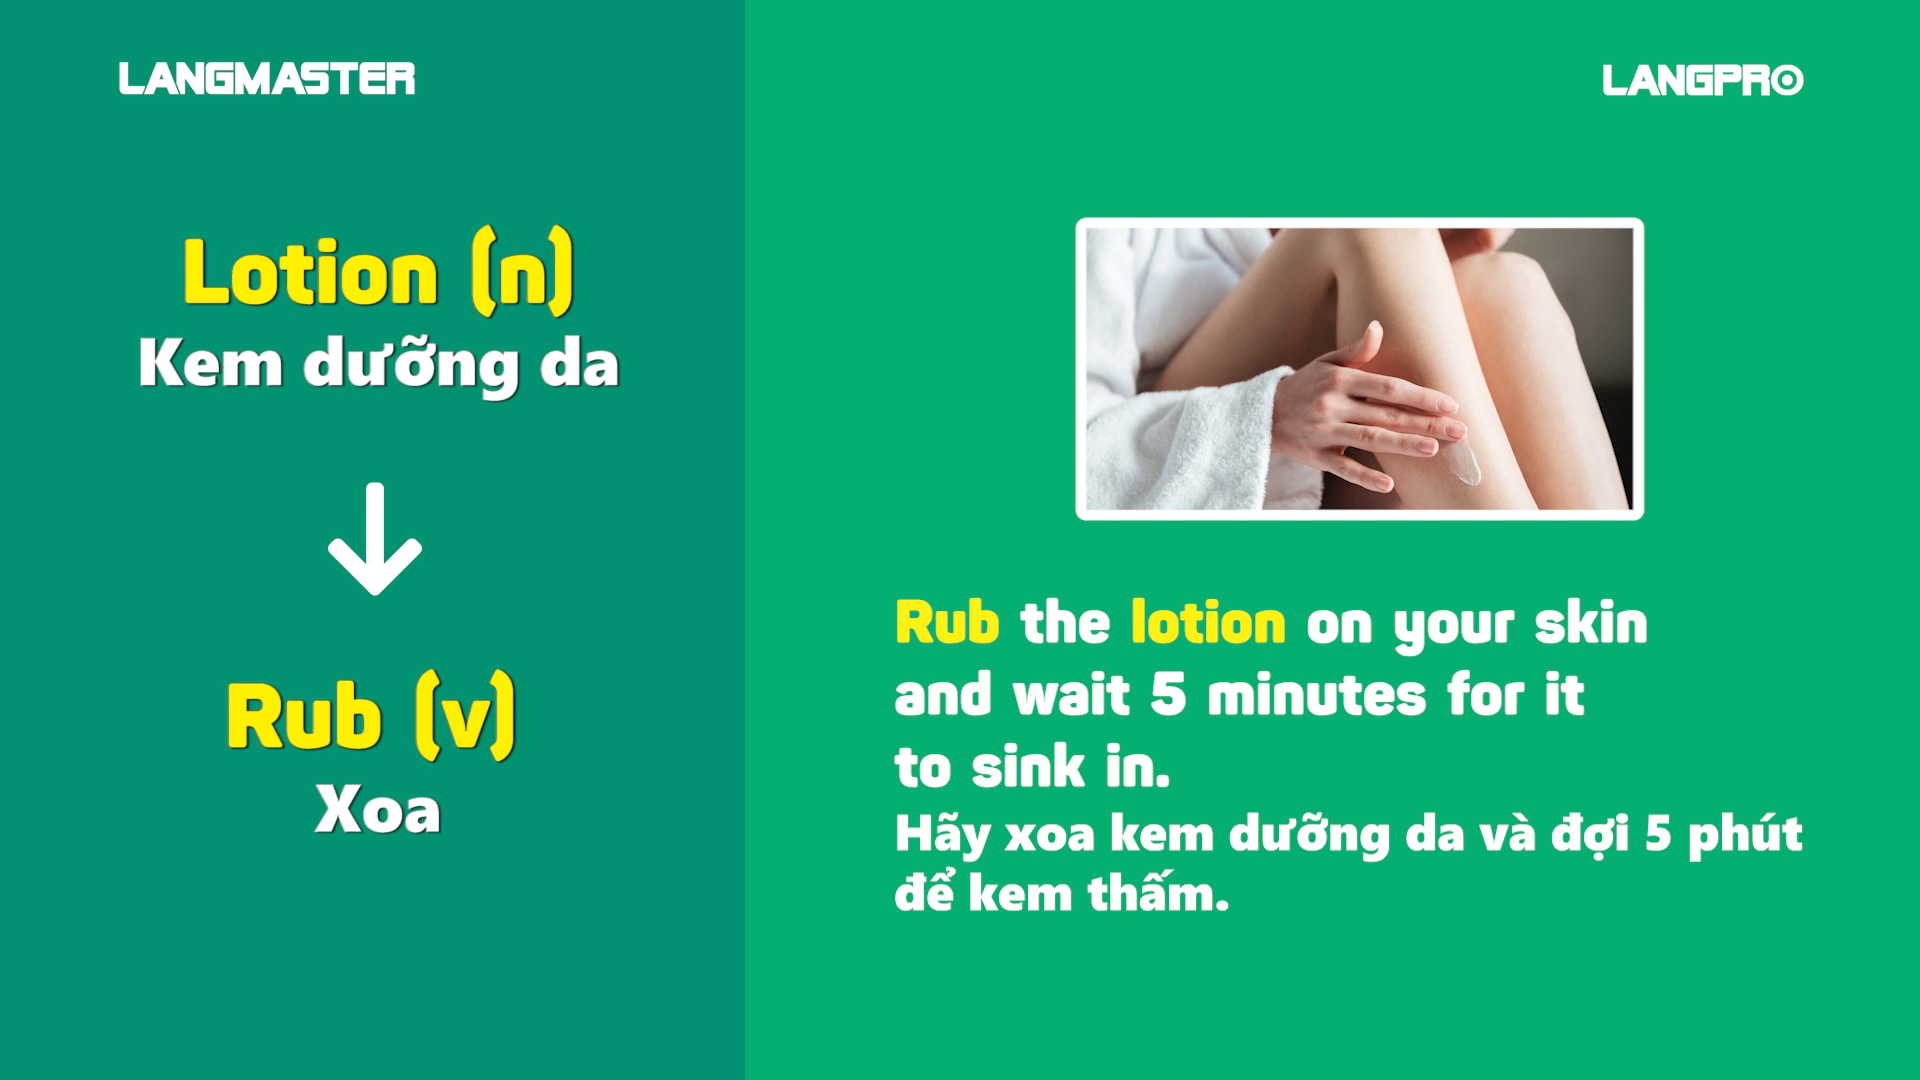 LANGMASTER
LANGPRO
Lotion (n)
Kem dưỡng da
Rub (v)
Xoa
Rub the lotion on your skin
and wait 5 minutes for it
to sink in.
Hãy xoa kem dưỡng da và đợi 5 phút
để kem thấm.